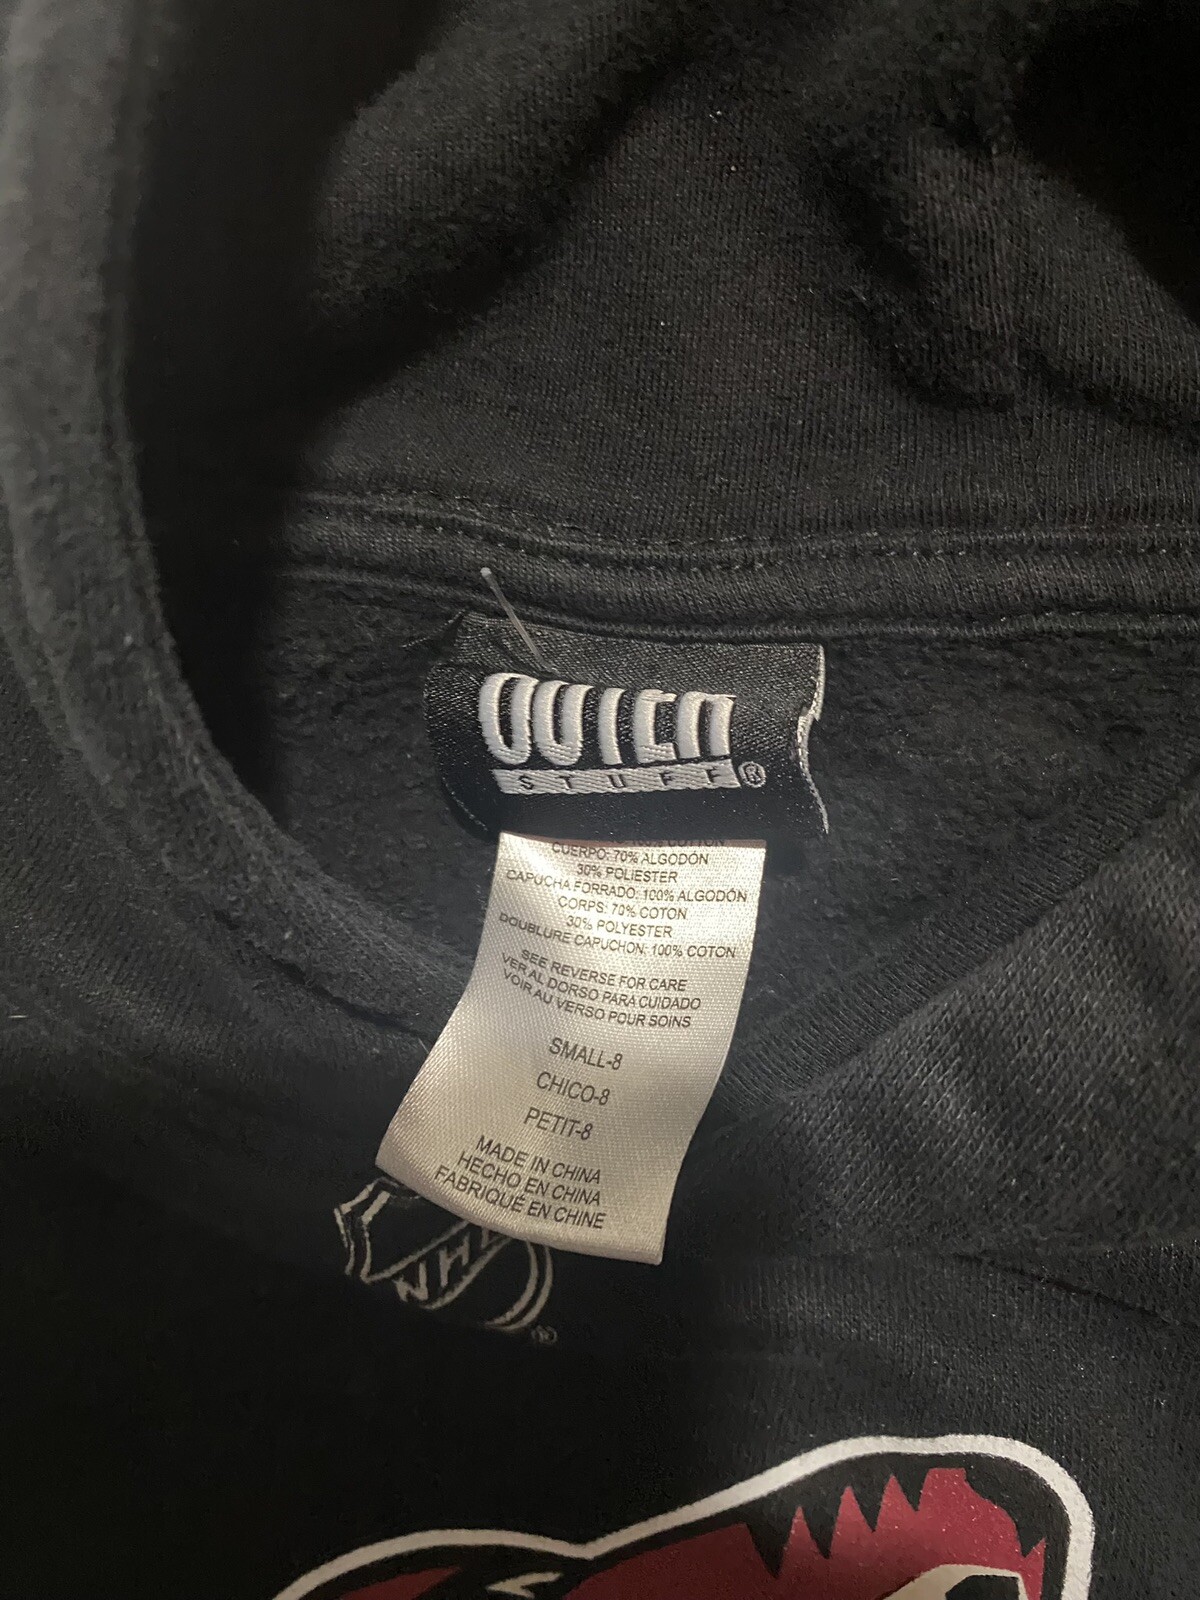 OUTER
STUFF®
CUERPO: 70% ALGODÓN
30% POLIESTER
CAPUCHA FORRADO: 100% ALGODÓN
CORPS: 70% COTON
30% POLYESTER
DOUBLURE CAPUCHON: 100% COTON
SEE REVERSE FOR CARE
VER AL DORSO PARA CUIDADO
VOIR AU VERSO POUR SOINS
SMALL-8
CHICO-8
PETIT-8
MADE IN CHINA
HECHO EN CHINA
FABRIQUÉ EN CHINE
NHL
®